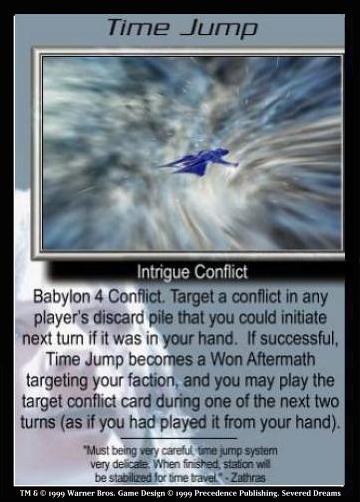 Time Jump
Intrigue Conflict
Babylon 4 Conflict. Target a conflict in any
player's discard pile that you could initiate
next turn if it was in your hand. If successful,
Time Jump becomes a Won Aftermath
targeting your faction, and you may play the
target conflict card during one of the next two
turns (as if you had played it from your hand).
"Must being very careful, time jump system
very delicate. When finished, station will
be stabilized for time travel." - Zathras
TM & © 1999 Warner Bros. Game Design © 1999 Precedence Publishing. Severed Dreams